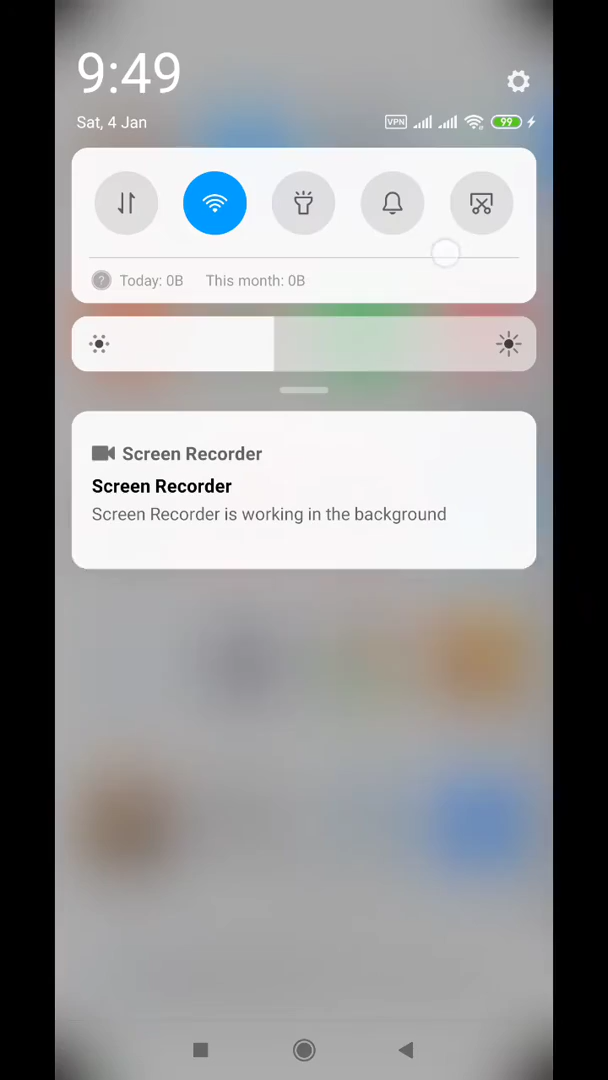 9:49
Sat, 4 Jan
VPN
99
?
Today: 0B
This month: 0B
Screen Recorder
Screen Recorder
Screen Recorder is working in the background